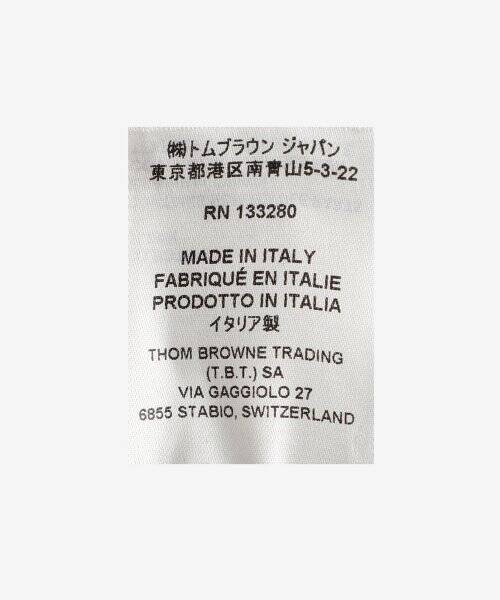 ㈱トムブラウン ジャパン
東京都港区南青山5-3-22
RN 133280
MADE IN ITALY
FABRIQUÉ EN ITALIE
PRODOTTO IN ITALIA
イタリア製
THOM BROWNE TRADING
(T.B.T.) SA
VIA GAGGIOLO 27
6855 STABIO, SWITZERLAND